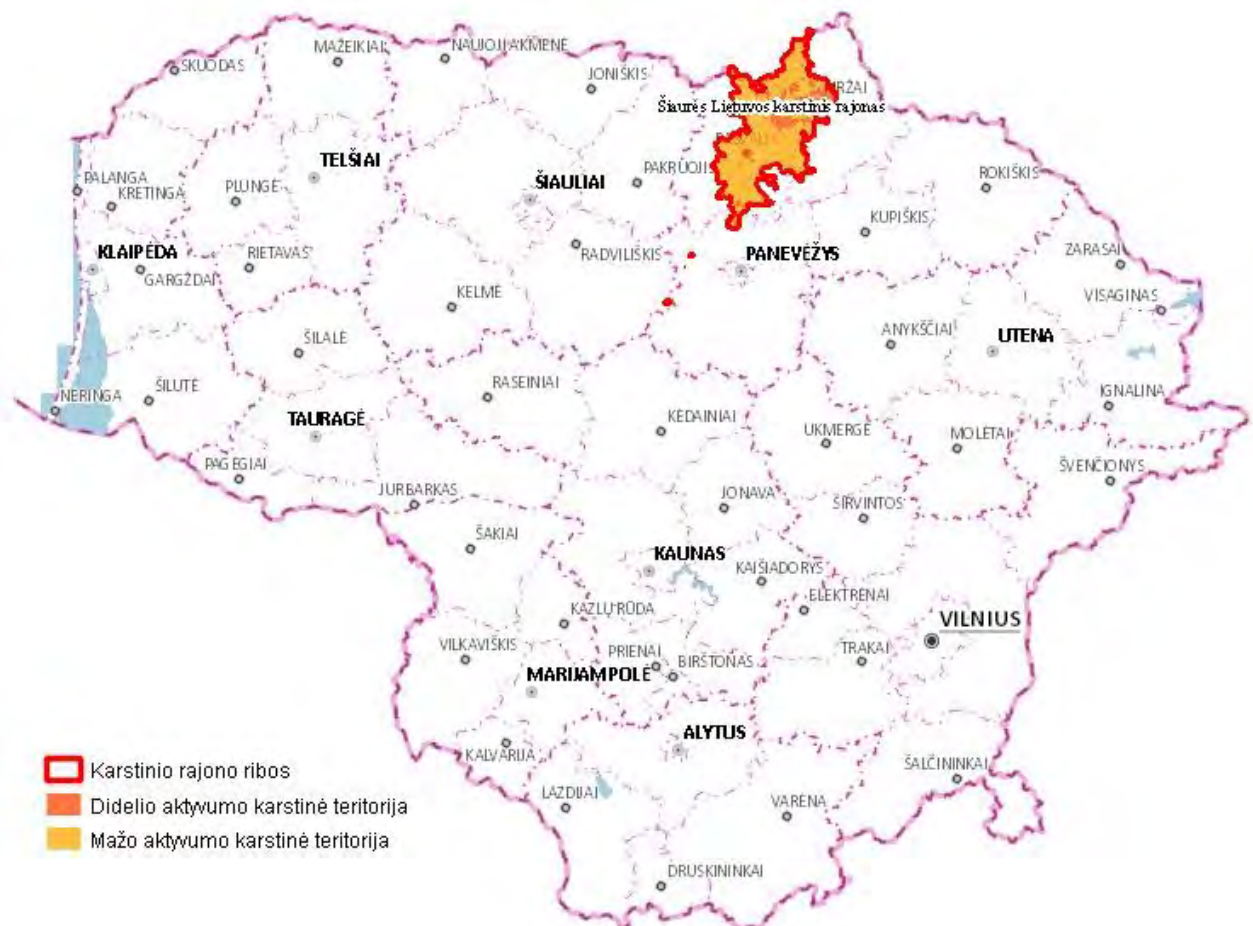 SKUODAS
MAŽEIKIAI
NAUJOJI AKMENĖ
JONIŠKIS
Šiaurės Lietuvos karstinis rajonas
PALANGA
KRETINGA
PLUNGĖ
TELŠIAI
ŠIAULIAI
PAKRUOJIS
ROKIŠKIS
KUPIŠKIS
KLAIPĖDA
GARGŽDAI
RIETAVAS
RADVILIŠKIS
PANEVĖŽYS
ZARASAI
VISAGINAS
KELMĖ
ŠILALĖ
ANYKŠČIAI
UTENA
NERINGA
ŠILUTĖ
RASEINIAI
IGNALINA
TAURAGĖ
KĖDAINIAI
UKMERGĖ
MOLĖTAI
PAGĖGIAI
ŠVENČIONYS
JURBARKAS
JONAVA
ŠIRVINTOS
ŠAKIAI
KAUNAS
KAIŠIADORYS
ELEKTRĖNAI
KAZLŲ RŪDA
VILNIUS
VILKAVIŠKIS
PRIENAI
BIRŠTONAS
TRAKAI
MARIJAMPOLĖ
ALYTUS
KALVARIJA
ŠALČININKAI
LAZDIJAI
VARĖNA
DRUSKININKAI
Karstinio rajono ribos
Didelio aktyvumo karstinė teritorija
Mažo aktyvumo karstinė teritorija